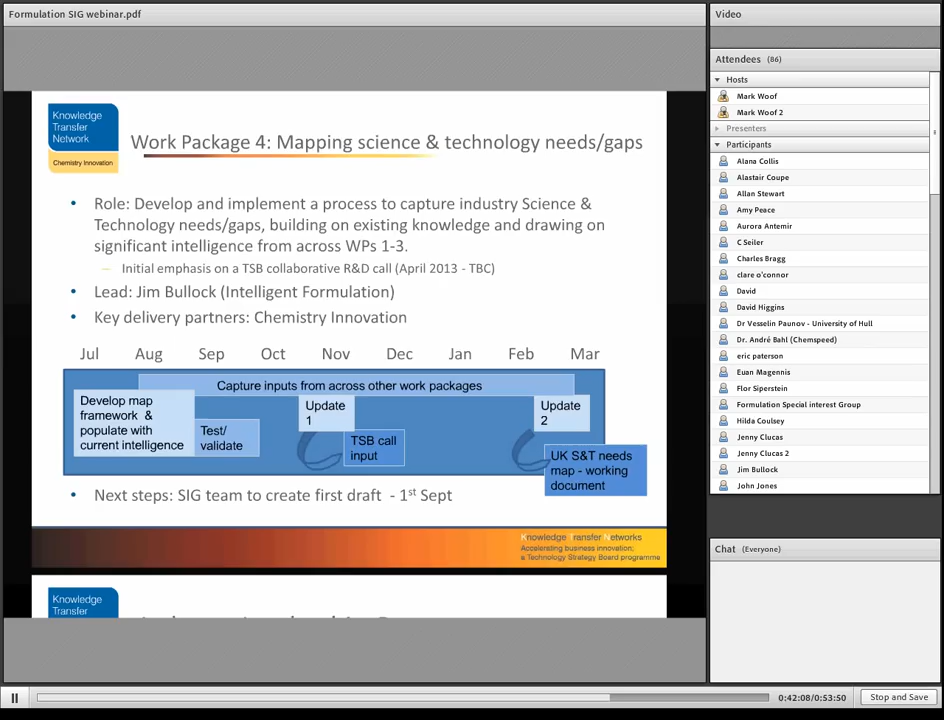 Formulation SIG webinar.pdf
Knowledge
Transfer
Network
Chemistry Innovation
Work Package 4: Mapping science & technology needs/gaps
• Role: Develop and implement a process to capture industry Science &
Technology needs/gaps, building on existing knowledge and drawing on
significant intelligence from across WPs 1-3.
– Initial emphasis on a TSB collaborative R&D call (April 2013 - TBC)
• Lead: Jim Bullock (Intelligent Formulation)
• Key delivery partners: Chemistry Innovation
Jul Aug Sep Oct Nov Dec Jan Feb Mar
Capture inputs from across other work packages
Develop map
framework &
populate with
current intelligence
Test/
validate
Update
1
TSB call
input
Update
2
UK S&T needs
map - working
document
• Next steps: SIG team to create first draft - 1st Sept
Knowledge Transfer Networks
Accelerating business innovation;
a Technology Strategy Board programme
Knowledge
Transfer
Video
Attendees (86)
Hosts
Mark Woof
Mark Woof 2
Presenters
Participants
Alana Collis
Alastair Coupe
Allan Stewart
Amy Peace
Aurora Antemir
C Seiler
Charles Bragg
clare o'connor
David
David Higgins
Dr Vesselin Paunov - University of Hull
Dr. André Bahl (Chemspeed)
eric paterson
Euan Magennis
Flor Siperstein
Formulation Special interest Group
Hilda Coulsey
Jenny Clucas
Jenny Clucas 2
Jim Bullock
John Jones
Chat (Everyone)
0:42:08/0:53:50
Stop and Save